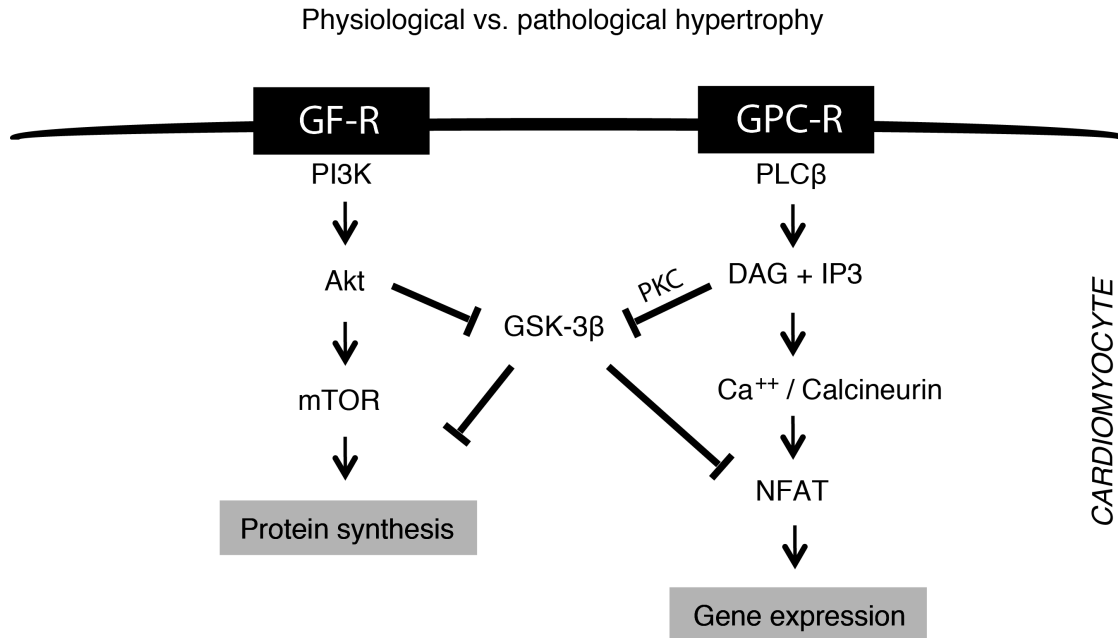 Physiological vs. pathological hypertrophy
GF-R
GPC-R
PI3K
PLCβ
Akt
PKC
DAG + IP3
GSK-3β
mTOR
Ca⁺⁺ / Calcineurin
NFAT
Protein synthesis
Gene expression
CARDIOMYOCYTE